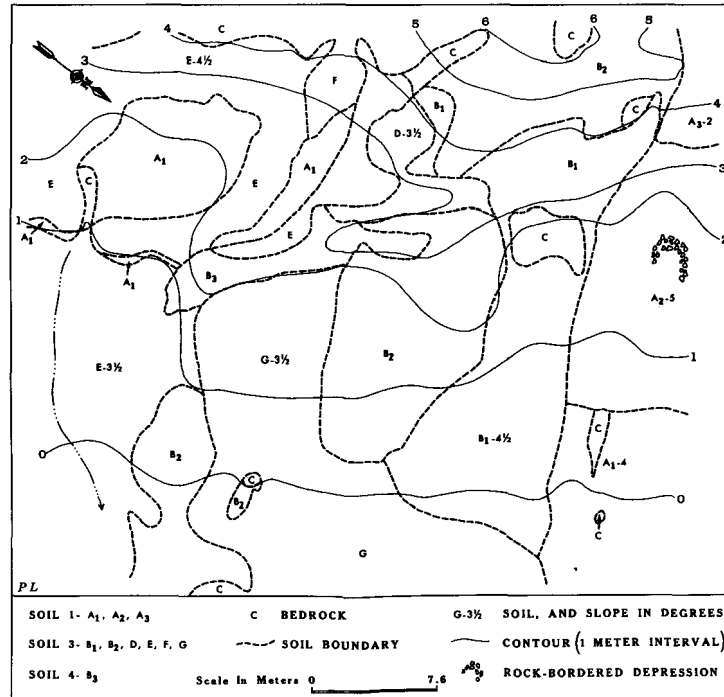 C
4 E-4½ 6 6 5
3 5 C C
F B₂
B₁
D-3½ C 4
A₃-2
2 A₁ A₁ B₁ 3
E C E
1 E C 2
A₁ A₁ B₃ A₂-5
E-3½ G-3½ B₂ 1
B₂ B₁-4½ C
0 A₁-4
C
B₂ 0
C
G
C
PL
SOIL 1- A₁, A₂, A₃ C BEDROCK G-3½ SOIL, AND SLOPE IN DEGREES
SOIL 3- B₁, B₂, D, E, F, G SOIL BOUNDARY CONTOUR (1 METER INTERVAL)
SOIL 4- B₃ Scale In Meters 0 7.6 ROCK-BORDERED DEPRESSION